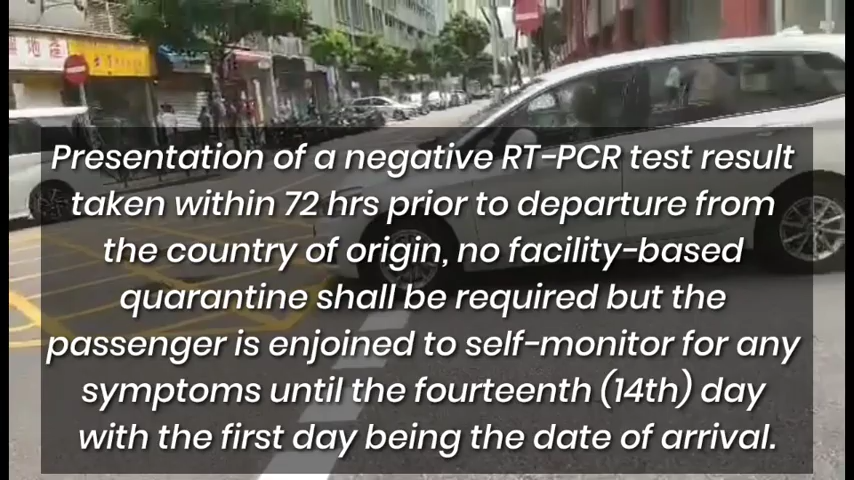 地產
Presentation of a negative RT-PCR test result
taken within 72 hrs prior to departure from
the country of origin, no facility-based
quarantine shall be required but the
passenger is enjoined to self-monitor for any
symptoms until the fourteenth (14th) day
with the first day being the date of arrival.